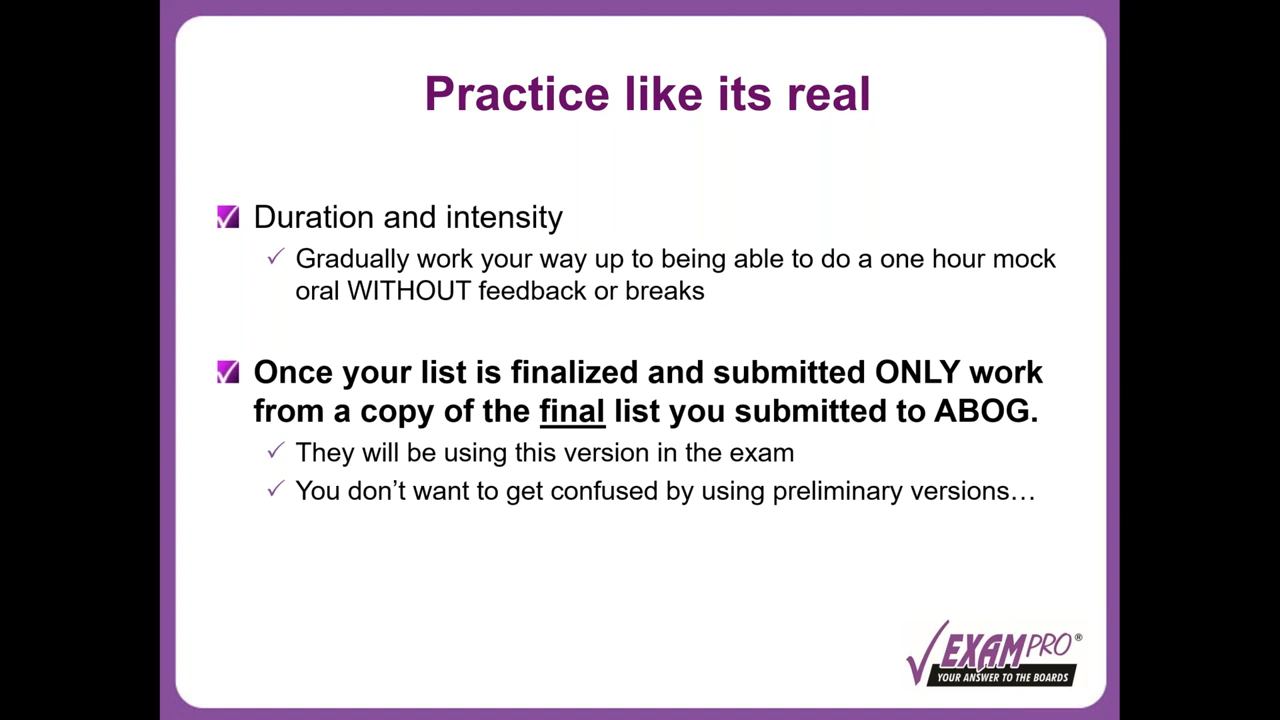 Practice like its real
Duration and intensity
Gradually work your way up to being able to do a one hour mock
oral WITHOUT feedback or breaks
Once your list is finalized and submitted ONLY work
from a copy of the final list you submitted to ABOG.
They will be using this version in the exam
You don’t want to get confused by using preliminary versions…
EXAMPRO®
YOUR ANSWER TO THE BOARDS